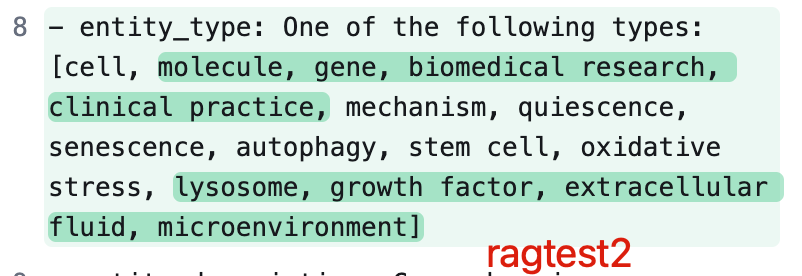 8 - entity_type: One of the following types:
[cell, molecule, gene, biomedical research,
clinical practice, mechanism, quiescence,
senescence, autophagy, stem cell, oxidative
stress, lysosome, growth factor, extracellular
fluid, microenvironment]
ragtest2